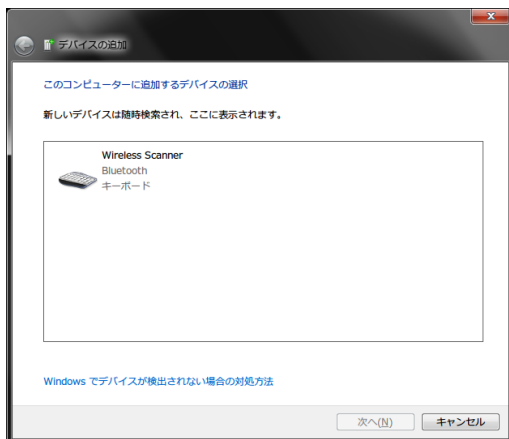 デバイスの追加
このコンピューターに追加するデバイスの選択
新しいデバイスは随時検索され、ここに表示されます。
Wireless Scanner
Bluetooth
キーボード
Windows でデバイスが検出されない場合の対処方法
次へ(N)
キャンセル